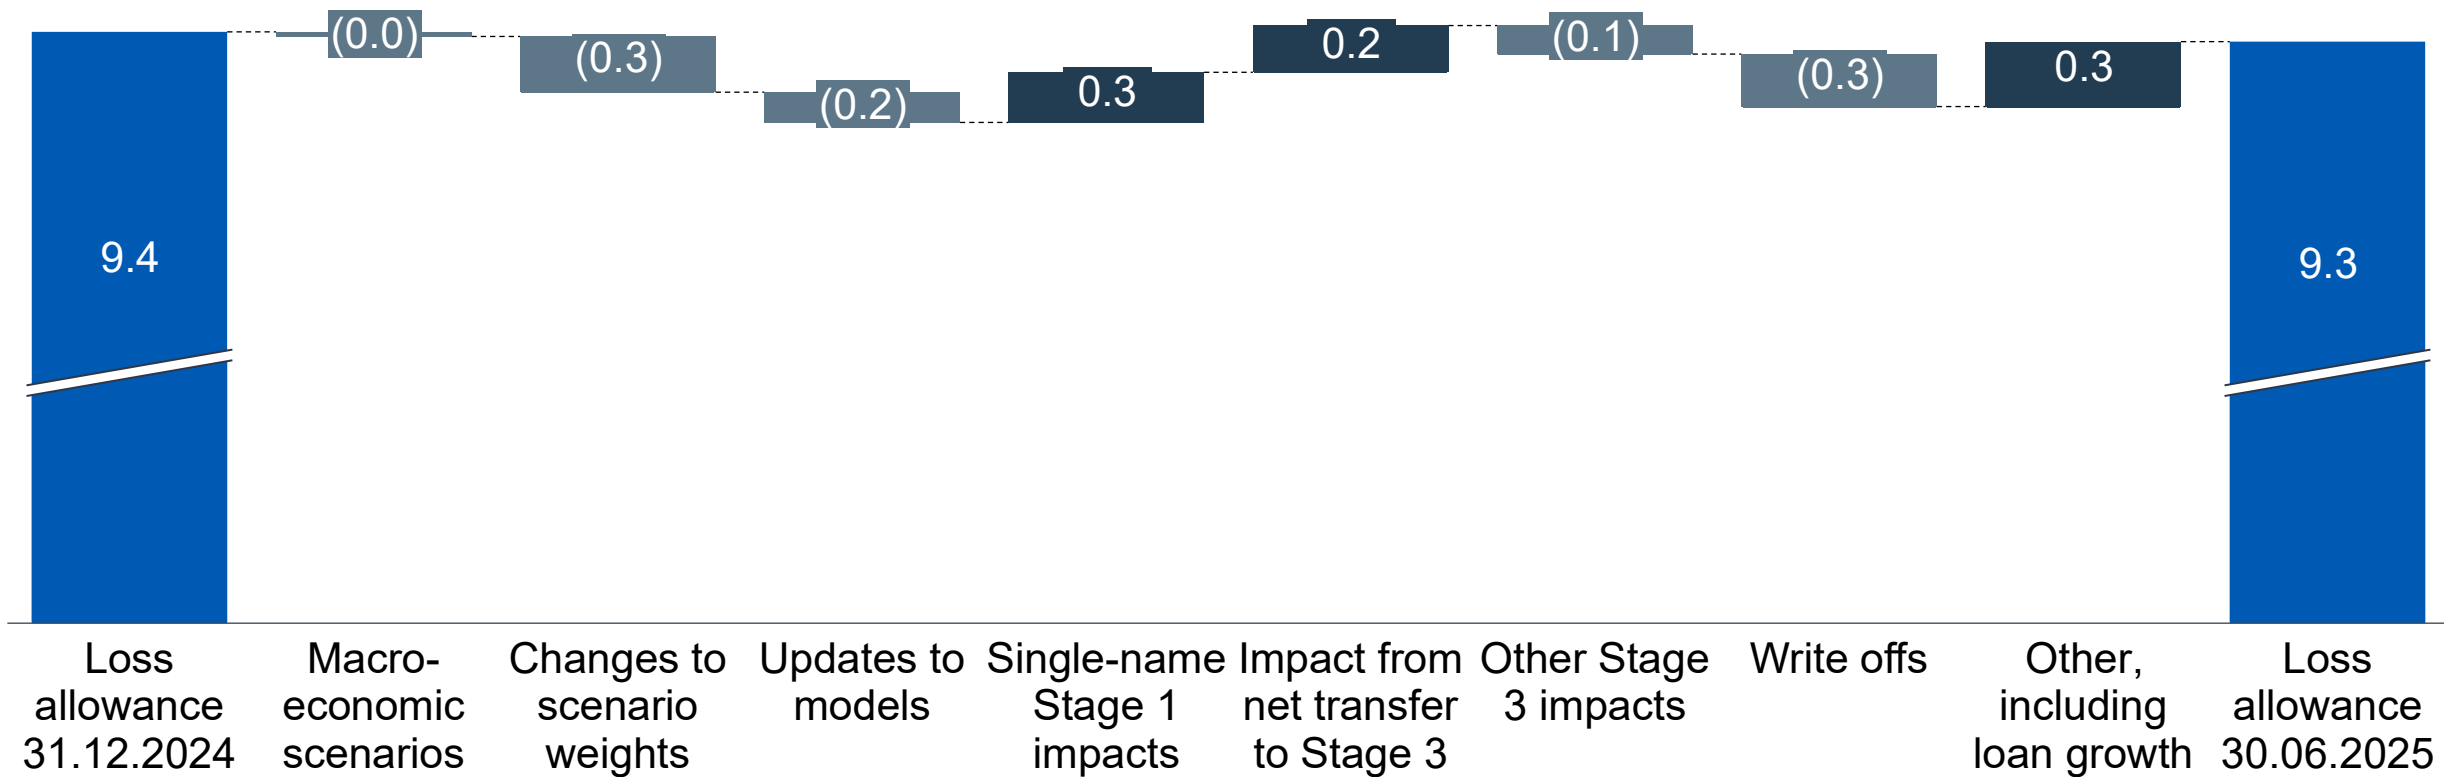 (0.0)
(0.3)
(0.2)
0.3
0.2
(0.1)
(0.3)
0.3
9.4
9.3
Loss
allowance
31.12.2024
Macro-
economic
scenarios
Changes to
scenario
weights
Updates to
models
Single-name
Stage 1
impacts
Impact from
net transfer
to Stage 3
Other Stage
3 impacts
Write offs
Other,
including
loan growth
Loss
allowance
30.06.2025